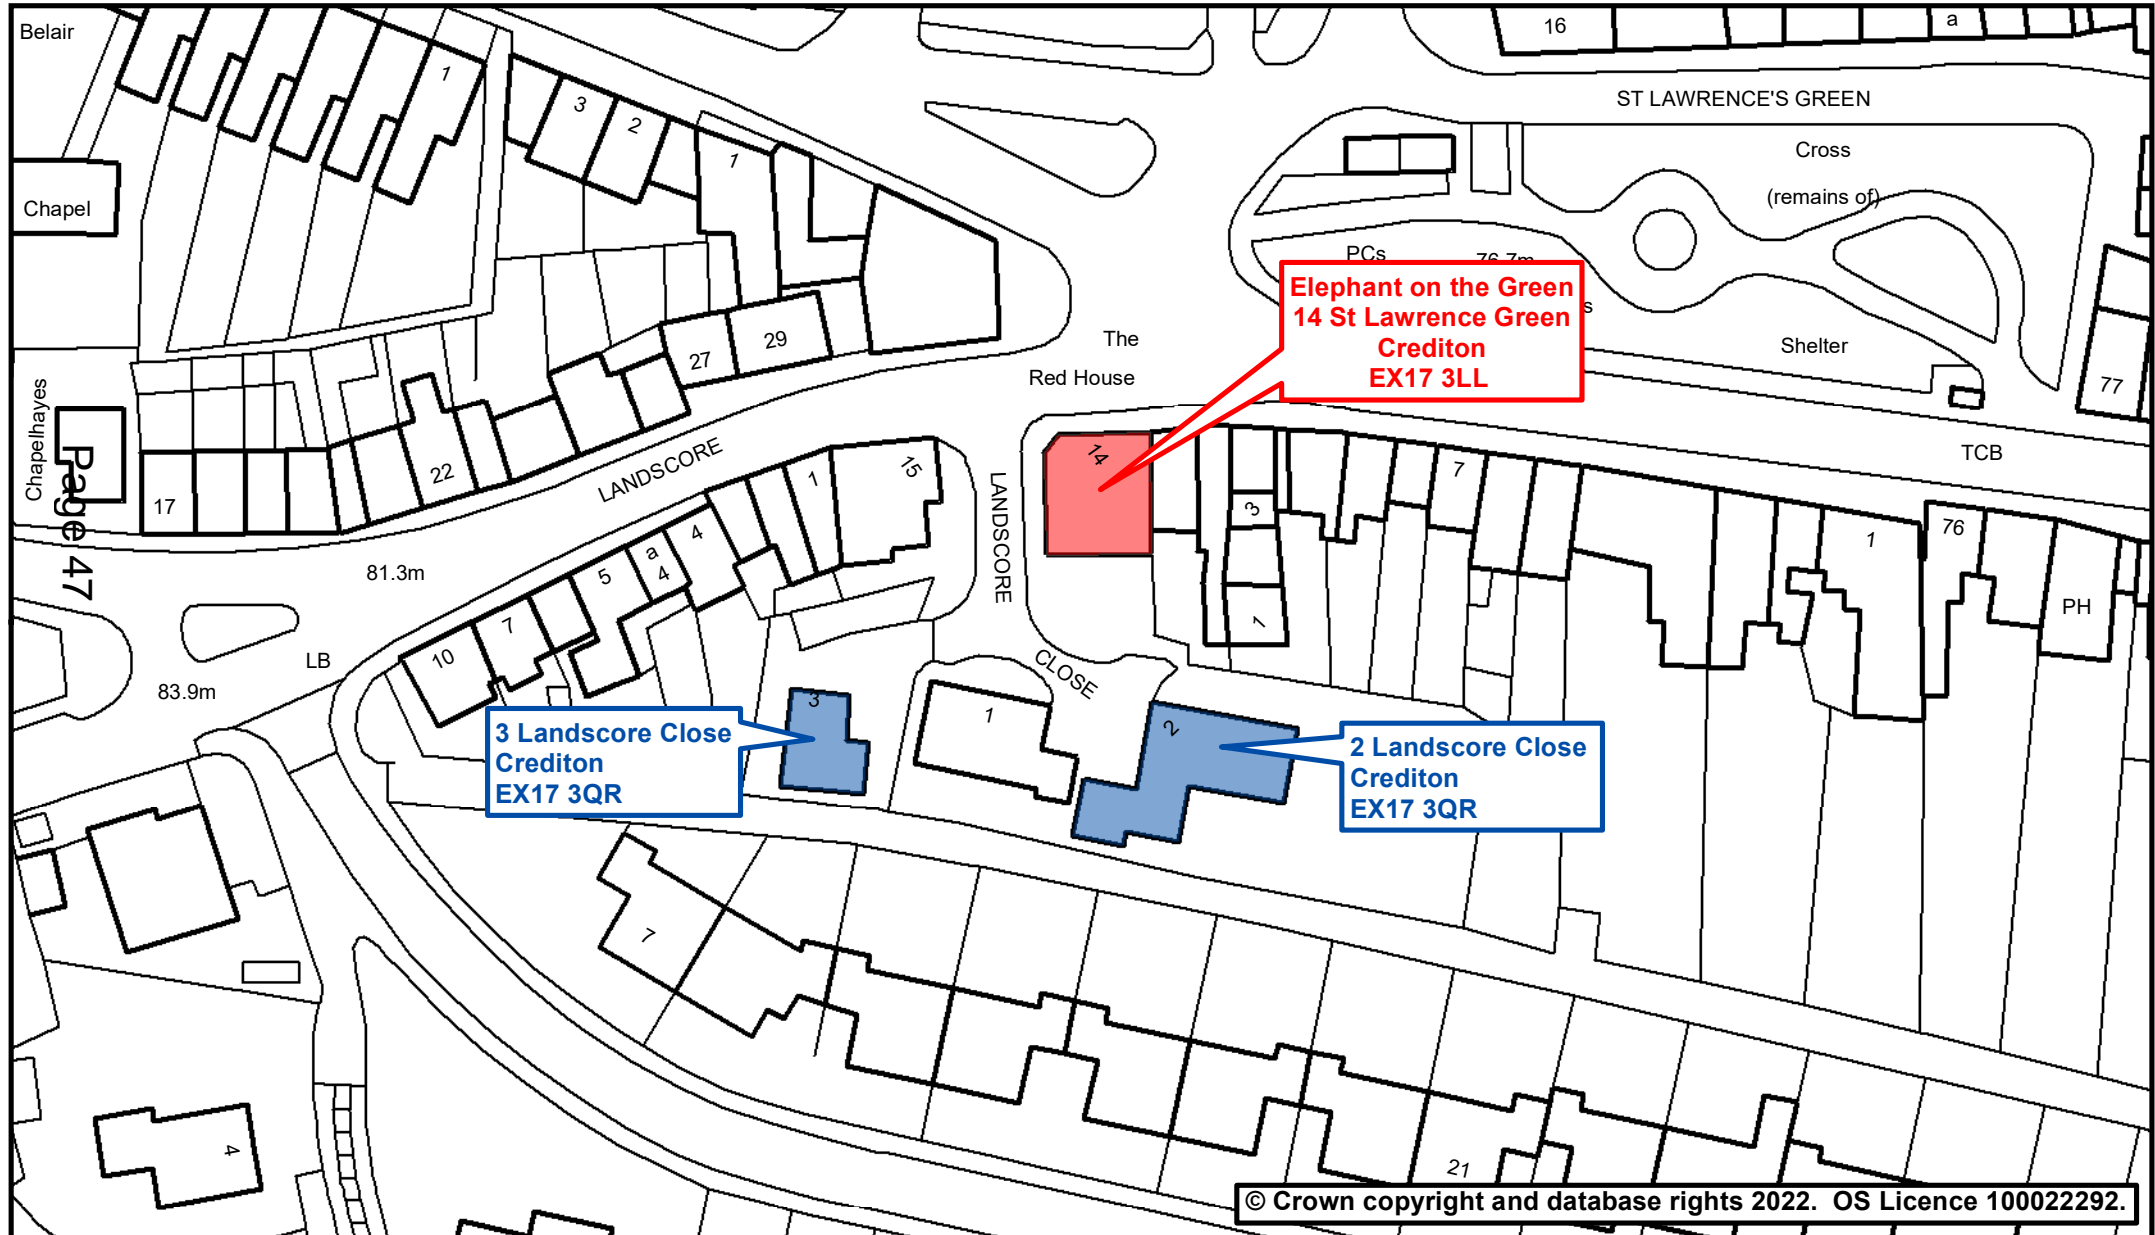 Belair
16
a
1
3
2
1
ST LAWRENCE'S GREEN
Cross
(remains of)
Chapel
PCs
76.7m
Elephant on the Green
14 St Lawrence Green
Crediton
EX17 3LL
s
The
Red House
Shelter
27
29
77
Chapelhayes
Page 47
17
22
LANDSCORE
1
15
14
LANDSCORE
CLOSE
3
1
7
TCB
1
76
PH
81.3m
5
a
4
4
7
10
LB
83.9m
3
3 Landscore Close
Crediton
EX17 3QR
1
2
2 Landscore Close
Crediton
EX17 3QR
7
4
21
© Crown copyright and database rights 2022. OS Licence 100022292.